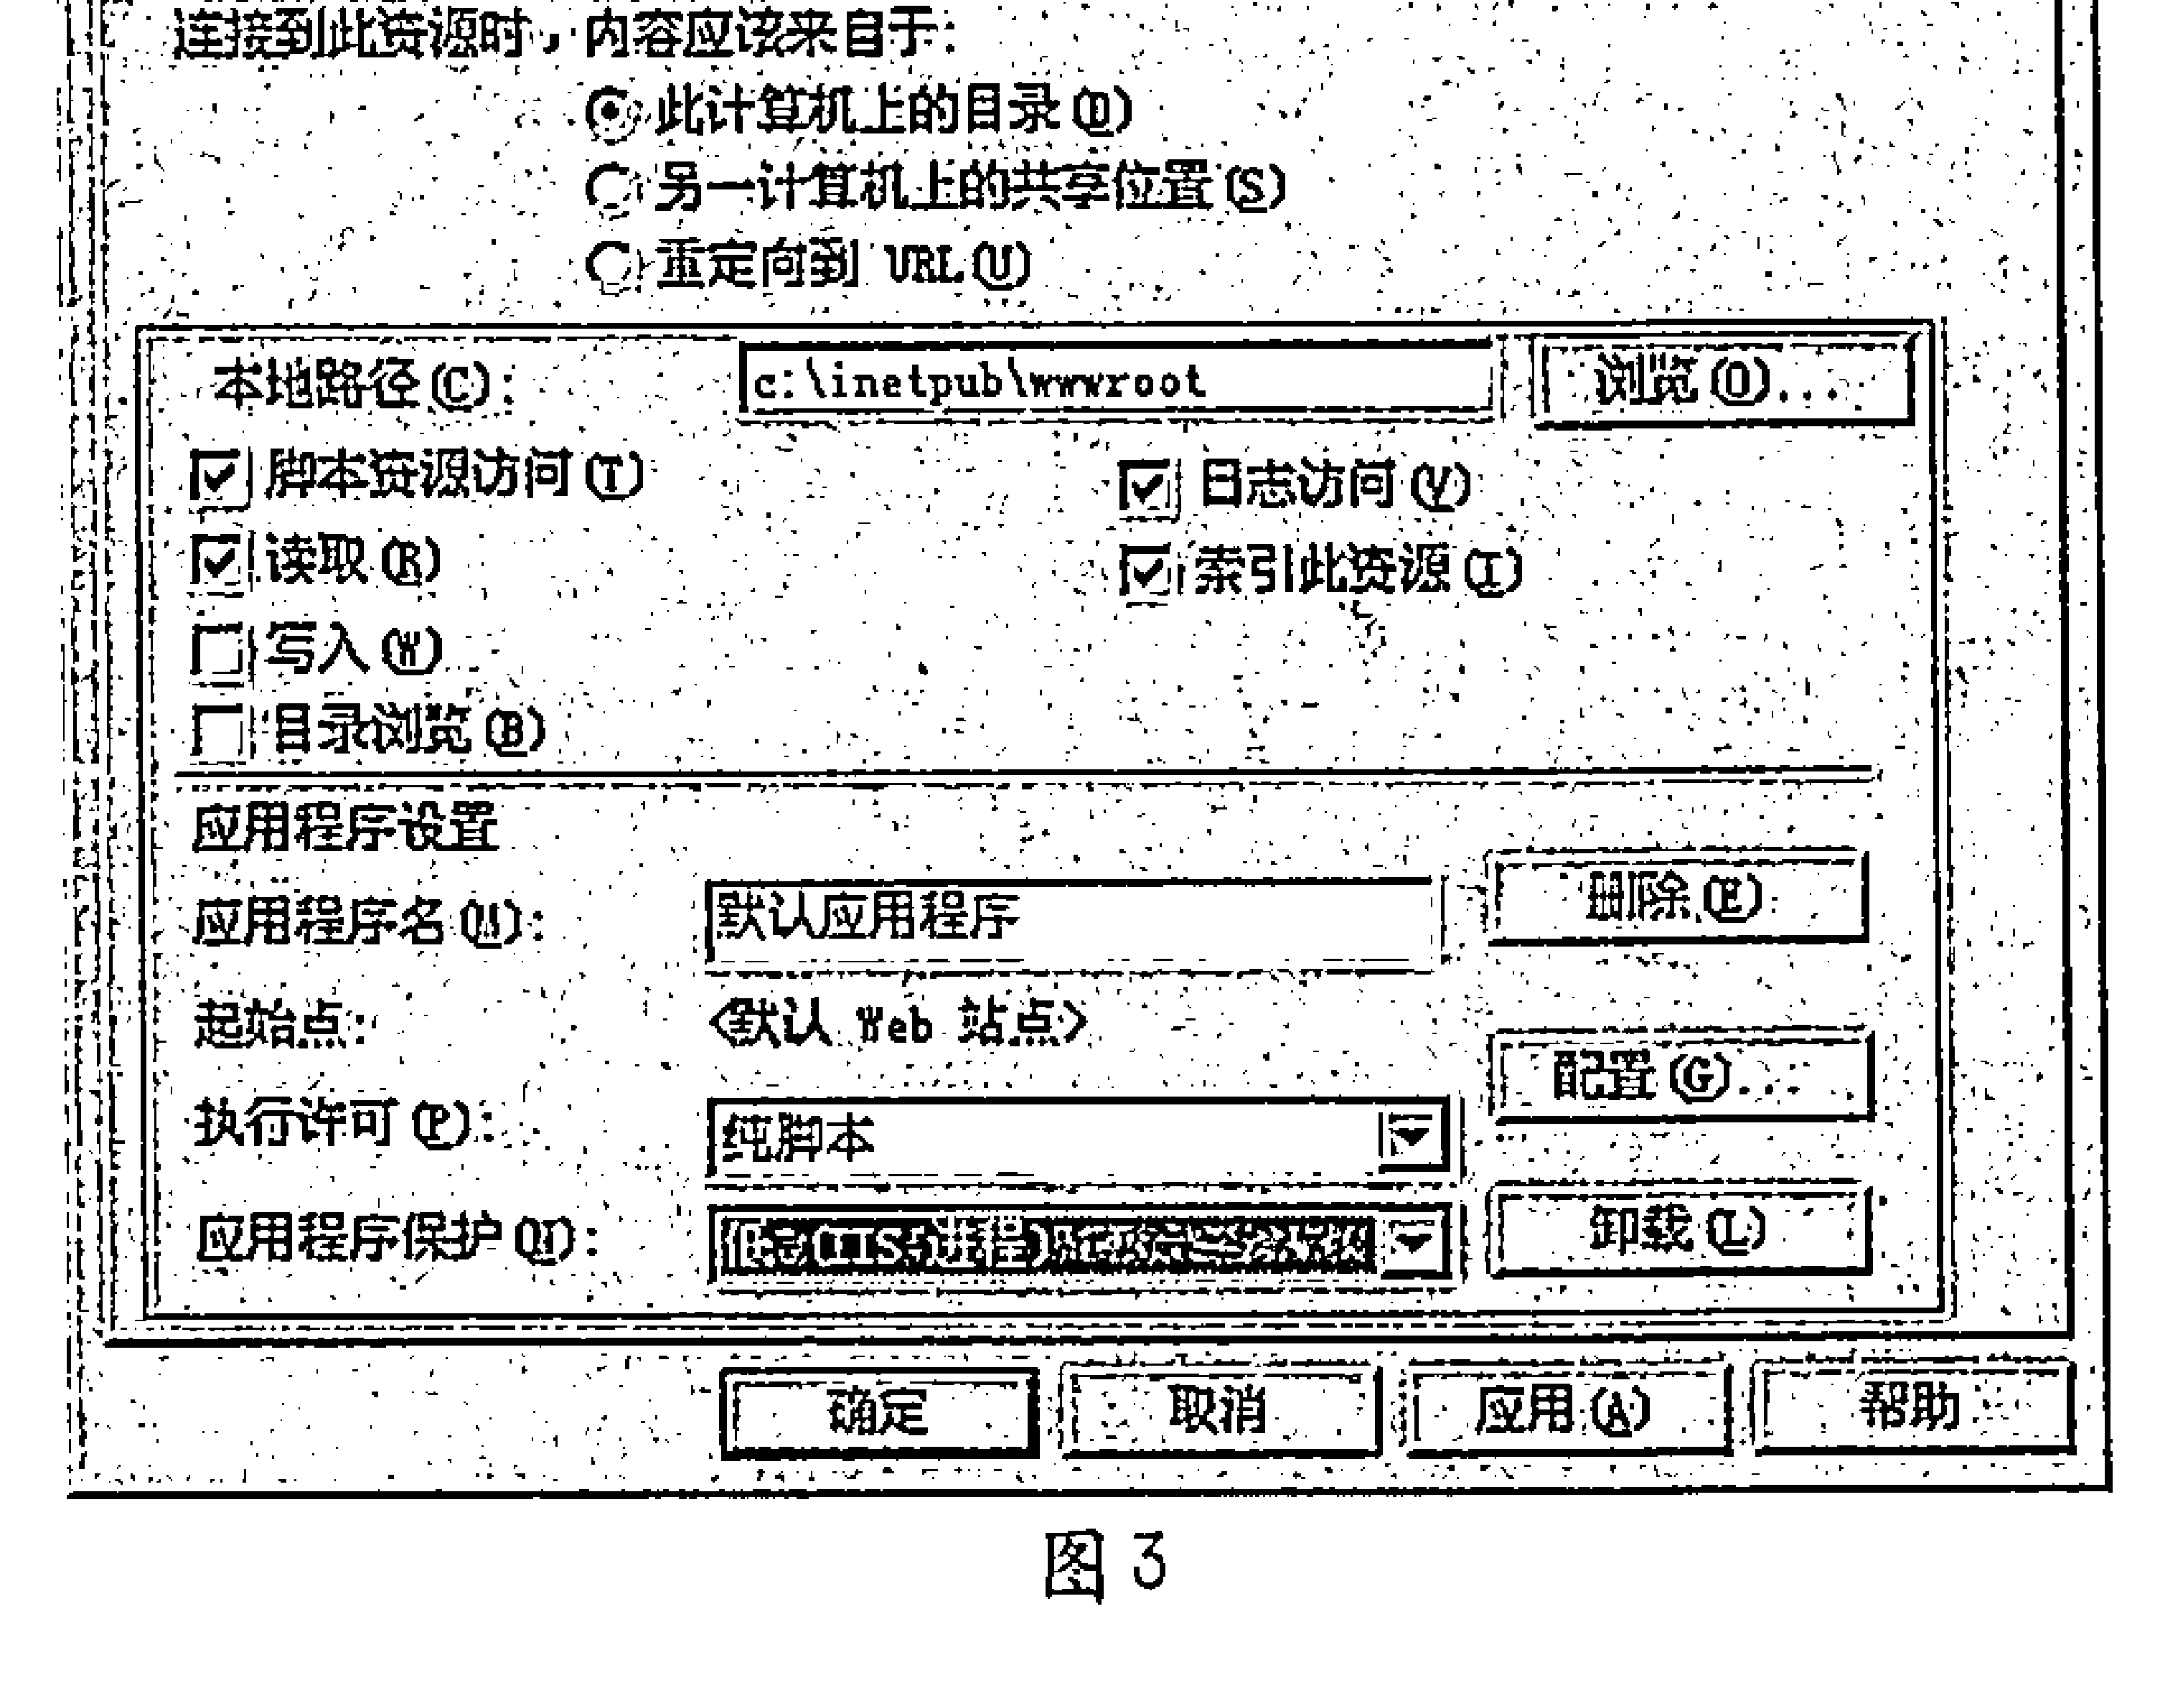 连接到此资源时，内容应该来自于：
此计算机上的目录(D)
另一计算机上的共享位置(S)
重定向到 URL(U)
本地路径(C)： c:\inetpub\wwwroot 浏览(O)...
脚本资源访问(T) 日志访问(V)
读取(R) 索引此资源(I)
写入(W)
目录浏览(B)
应用程序设置
应用程序名(M)： 默认应用程序 删除(E)
起始点： <默认 Web 站点>
配置(G)...
执行许可(P)： 纯脚本
应用程序保护(N)： 卸载(L)
确定 取消 应用(A) 帮助
图 3